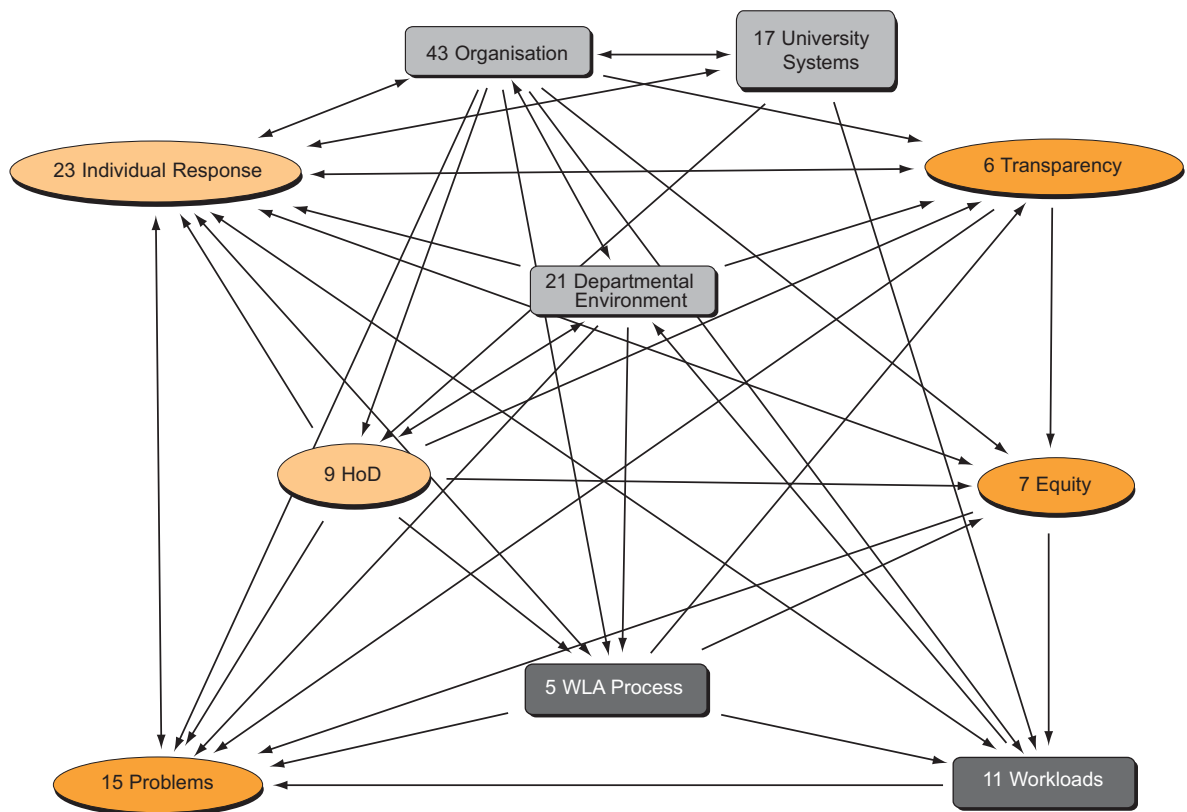 43 Organisation
17 University
Systems
23 Individual Response
6 Transparency
21 Departmental
Environment
9 HoD
7 Equity
5 WLA Process
15 Problems
11 Workloads